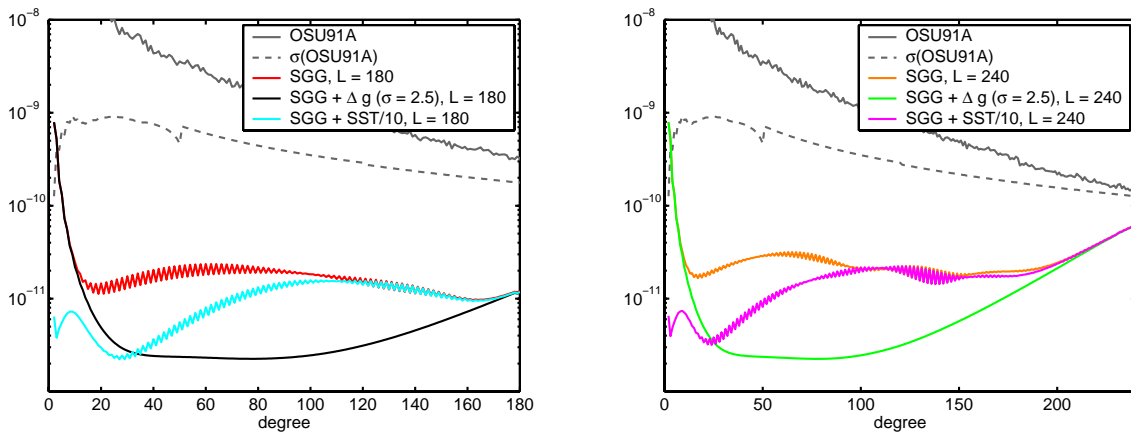 10⁻⁸
10⁻⁹
10⁻¹⁰
10⁻¹¹
OSU91A
σ(OSU91A)
SGG, L = 180
SGG + Δ g (σ = 2.5), L = 180
SGG + SST/10, L = 180
0 20 40 60 80 100 120 140 160 180
degree
10⁻⁸
10⁻⁹
10⁻¹⁰
10⁻¹¹
OSU91A
σ(OSU91A)
SGG, L = 240
SGG + Δ g (σ = 2.5), L = 240
SGG + SST/10, L = 240
0 50 100 150 200
degree